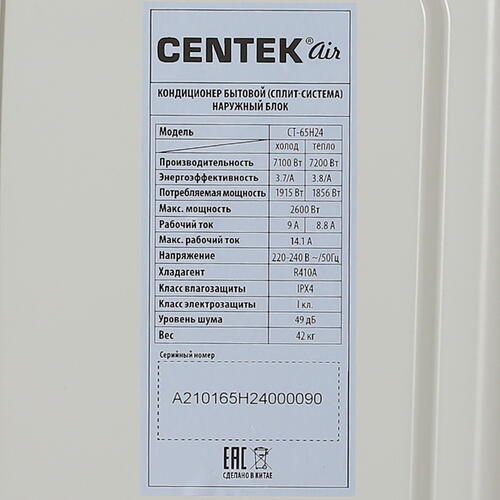 CENTEK® air
КОНДИЦИОНЕР БЫТОВОЙ (СПЛИТ-СИСТЕМА)
НАРУЖНЫЙ БЛОК
Модель CT-65H24
холод тепло
Производительность 7100 Вт 7200 Вт
Энергоэффективность 3.7/А 3.8/А
Потребляемая мощность 1915 Вт 1856 Вт
Макс. мощность 2600 Вт
Рабочий ток 9 А 8.8 А
Макс. рабочий ток 14.1 А
Напряжение 220-240 В ~/50Гц
Хладагент R410A
Класс влагозащиты IPX4
Класс электрозащиты I кл.
Уровень шума 49 дБ
Вес 42 кг
Серийный номер
A210165H24000090
EAC
СДЕЛАНО В КИТАЕ